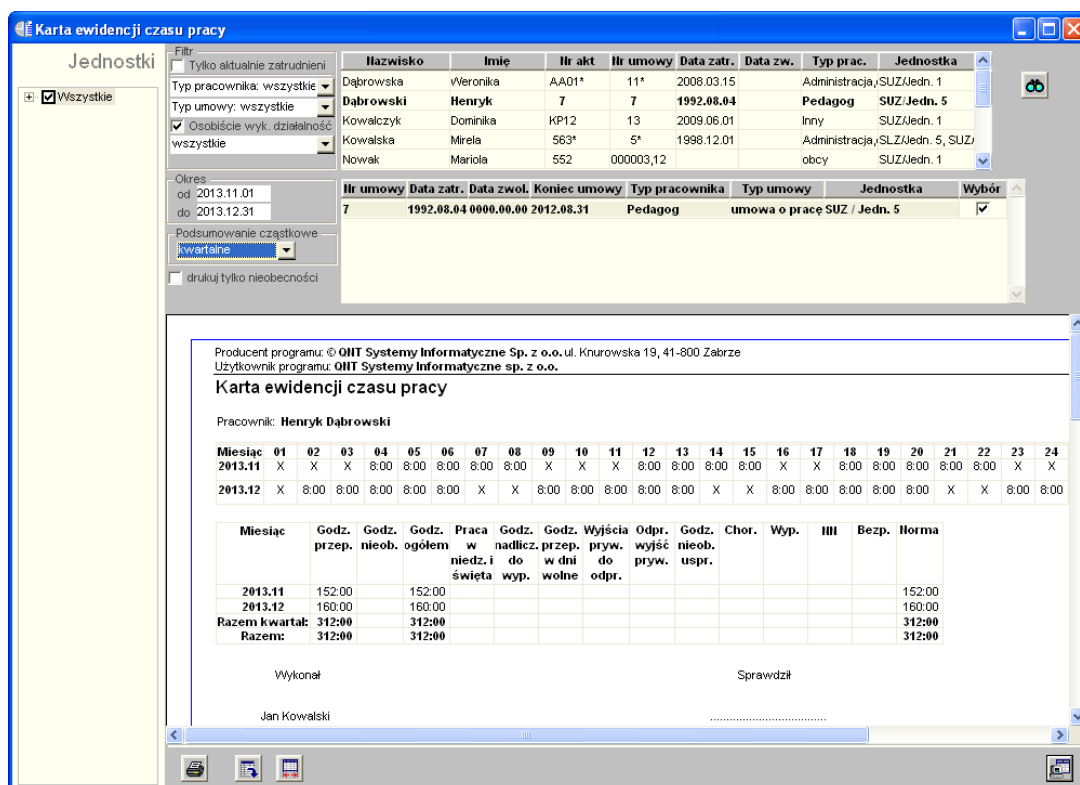 Karta ewidencji czasu pracy
Jednostki
Wszystkie
Filtr
Tylko aktualnie zatrudnieni
Typ pracownika: wszystkie
Typ umowy: wszystkie
Osobiście wyk. działalność
wszystkie
Okres
od 2013.11.01
do 2013.12.31
Podsumowanie cząstkowe
kwartalne
drukuj tylko nieobecności
Nazwisko Imię Nr akt Nr umowy Data zatr. Data zw. Typ prac. Jednostka
Dąbrowska Weronika AA01* 11* 2008.03.15 Administracja, SUZ/Jedn. 1
Dąbrowski Henryk 7 7 1992.08.04 Pedagog SUZ/Jedn. 5
Kowalczyk Dominika KP12 13 2009.06.01 Inny SUZ/Jedn. 1
Kowalska Mirela 563* 5* 1998.12.01 Administracja, SLZ/Jedn. 5, SUZ/
Nowak Mariola 552 000003,12 obcy SUZ/Jedn. 1
Nr umowy Data zatr. Data zwol. Koniec umowy Typ pracownika Typ umowy Jednostka Wybór
7 1992.08.04 0000.00.00 2012.08.31 Pedagog umowa o pracę SUZ / Jedn. 5
Producent programu: © QNT Systemy Informatyczne Sp. z o.o. ul. Knurowska 19, 41-800 Zabrze
Użytkownik programu: QNT Systemy Informatyczne sp. z o.o.
Karta ewidencji czasu pracy
Pracownik: Henryk Dąbrowski
Miesiąc 01 02 03 04 05 06 07 08 09 10 11 12 13 14 15 16 17 18 19 20 21 22 23 24
2013.11 X X X 8:00 8:00 8:00 8:00 8:00 X X X 8:00 8:00 8:00 8:00 X X 8:00 8:00 8:00 8:00 8:00 X X
2013.12 X 8:00 8:00 8:00 8:00 8:00 X X 8:00 8:00 8:00 8:00 8:00 X X 8:00 8:00 8:00 8:00 8:00 X X 8:00 8:00
Miesiąc Godz. Godz. Godz. Praca Godz. Godz. Wyjścia Odpr. Godz. Chor. Wyp. NN Bezp. Norma
przep. nieob. ogółem w nadlicz. przep. pryw. wyjść nieob.
niedz. i do w dni do pryw. uspr.
święta wyp. wolne odpr.
2013.11 152:00 152:00 152:00
2013.12 160:00 160:00 160:00
Razem kwartał: 312:00 312:00 312:00
Razem: 312:00 312:00 312:00
Wykonał Sprawdził
Jan Kowalski ......................................